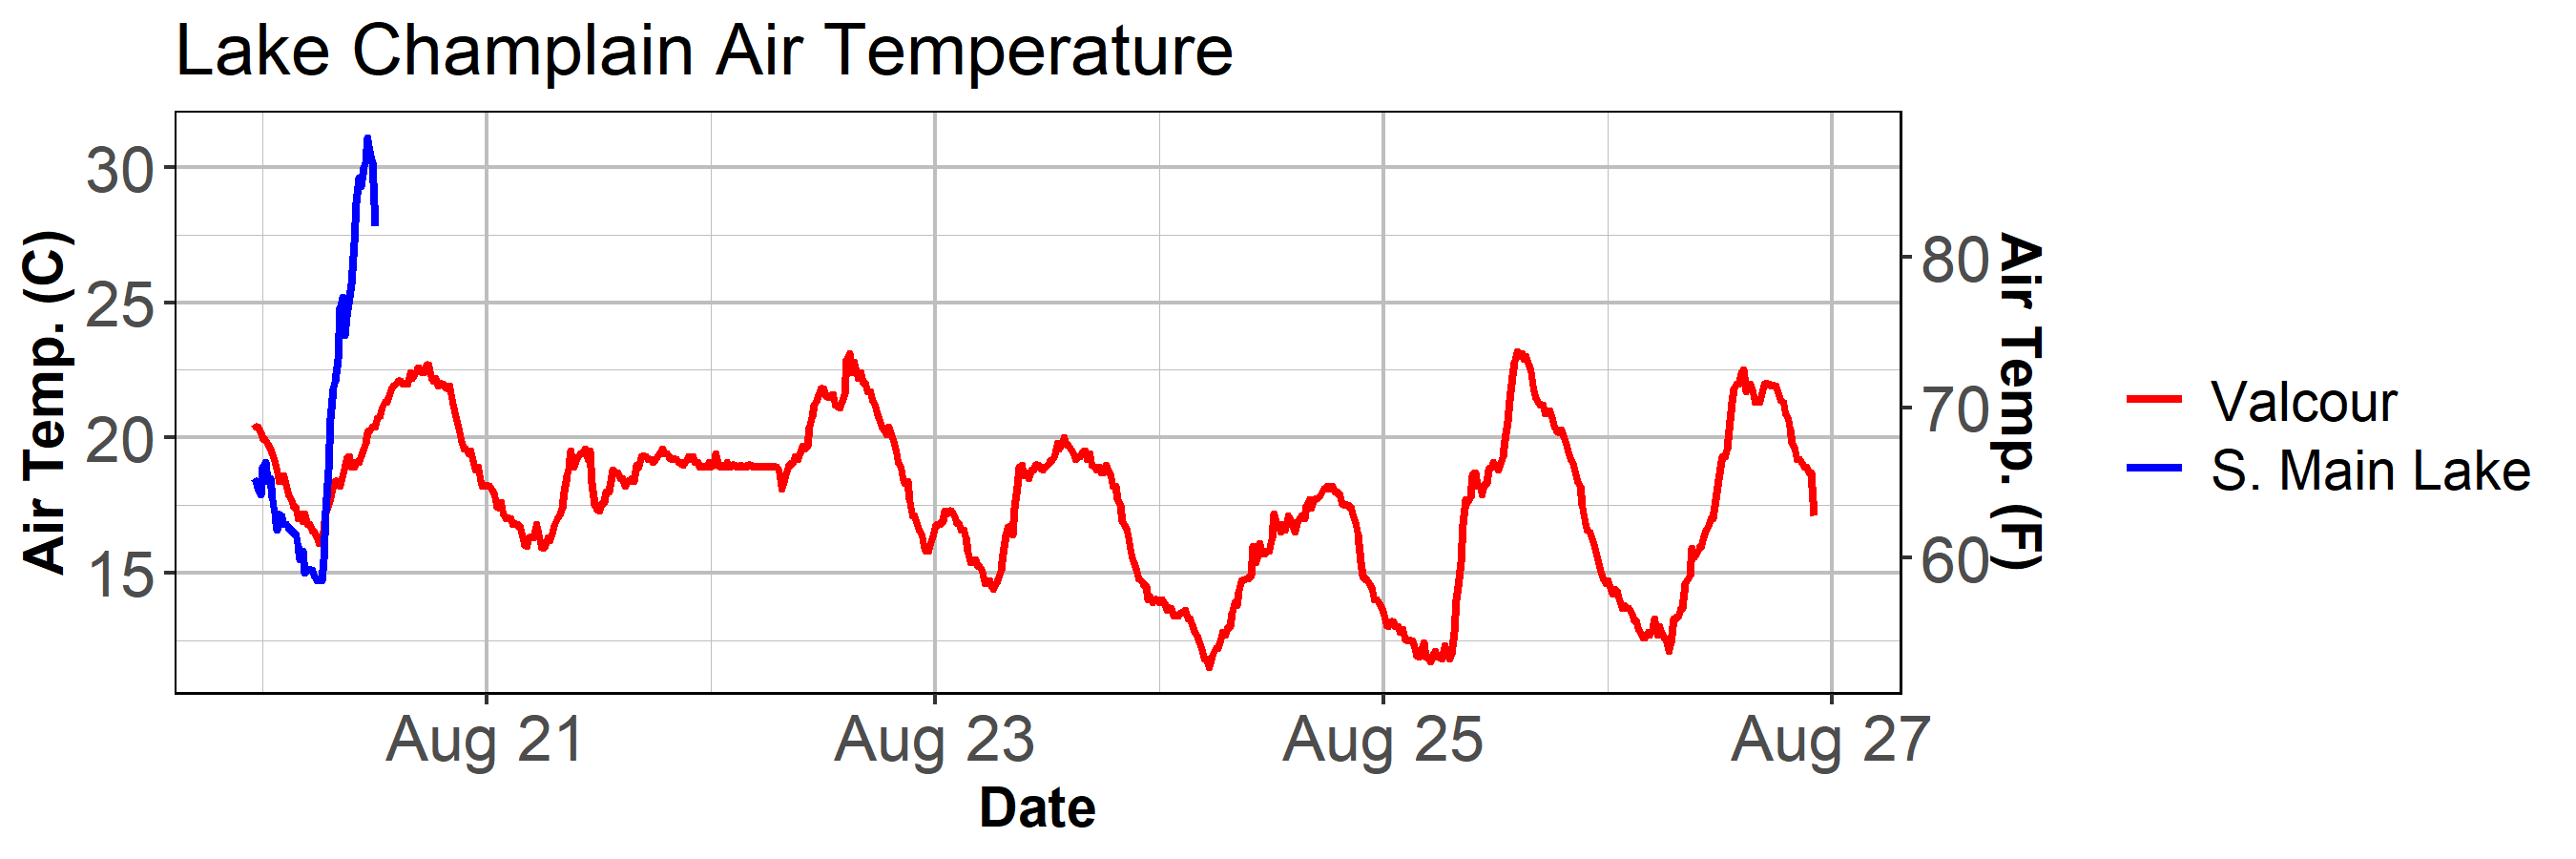 Lake Champlain Air Temperature
Air Temp. (C)
30
25
20
15
80
70
60
Air Temp. (F)
Aug 21
Aug 23
Aug 25
Aug 27
Date
Valcour
S. Main Lake